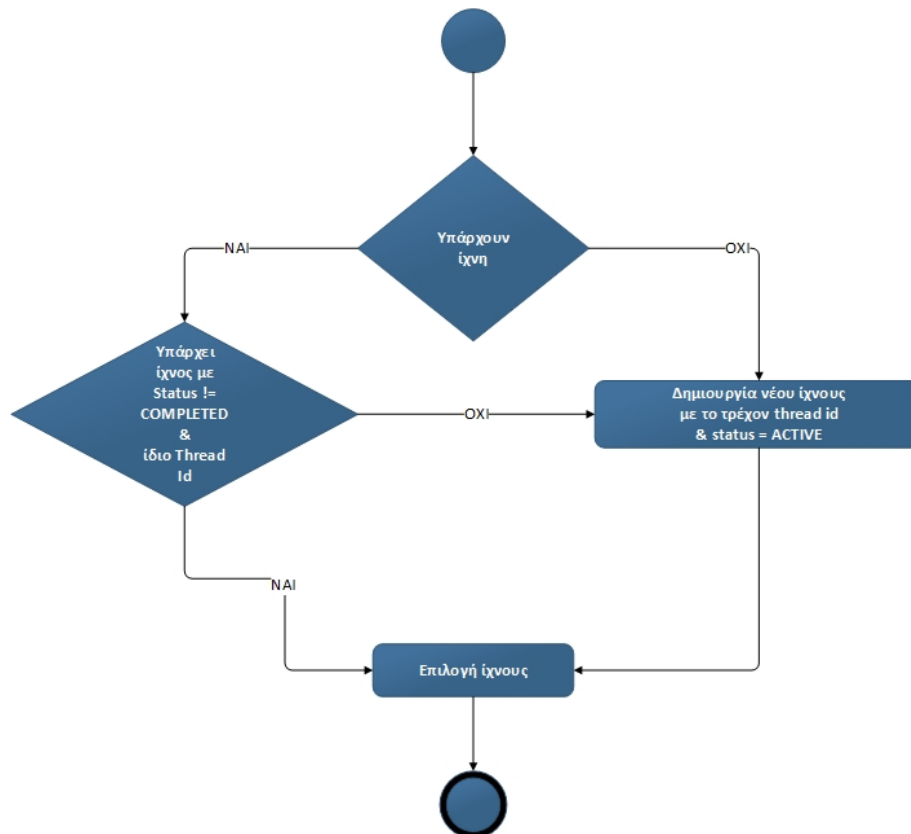 Υπάρχουν
ίχνη
ΝΑΙ
ΟΧΙ
Υπάρχει
ίχνος με
Status !=
COMPLETED
&
ίδιο Thread
Id
ΟΧΙ
Δημιουργία νέου ίχνους
με το τρέχον thread id
& status = ACTIVE
ΝΑΙ
Επιλογή ίχνους